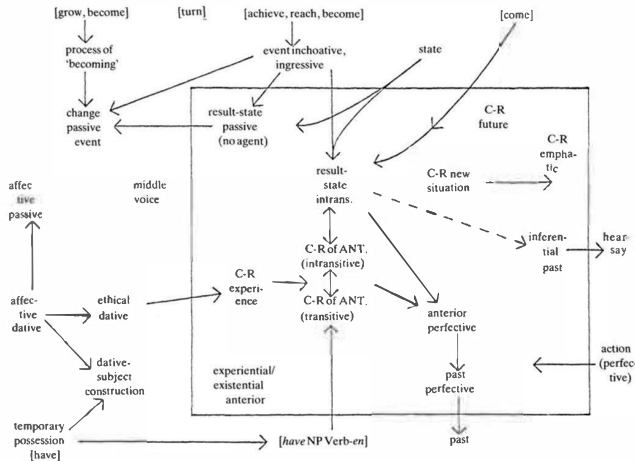 [grow, become]
[turn]
[achieve, reach, become]
[come]
process of
'becoming'
event inchoative,
ingressive
state
change
passive
event
result-state
passive
(no agent)
C-R
future
C-R
empha-
tic
result-
state
intrans.
C-R new
situation
affec
tive
passive
middle
voice
C-R of ANT.
(intransitive)
inferen-
tial
past
hear-
say
C-R
experi-
ence
C-R of ANT.
(transitive)
affec-
tive
dative
ethical
dative
anterior
perfective
dative-
subject
construction
experiential/
existential
anterior
past
perfective
action
(perfec-
tive)
temporary
possession
[have]
[have NP Verb-en]
past